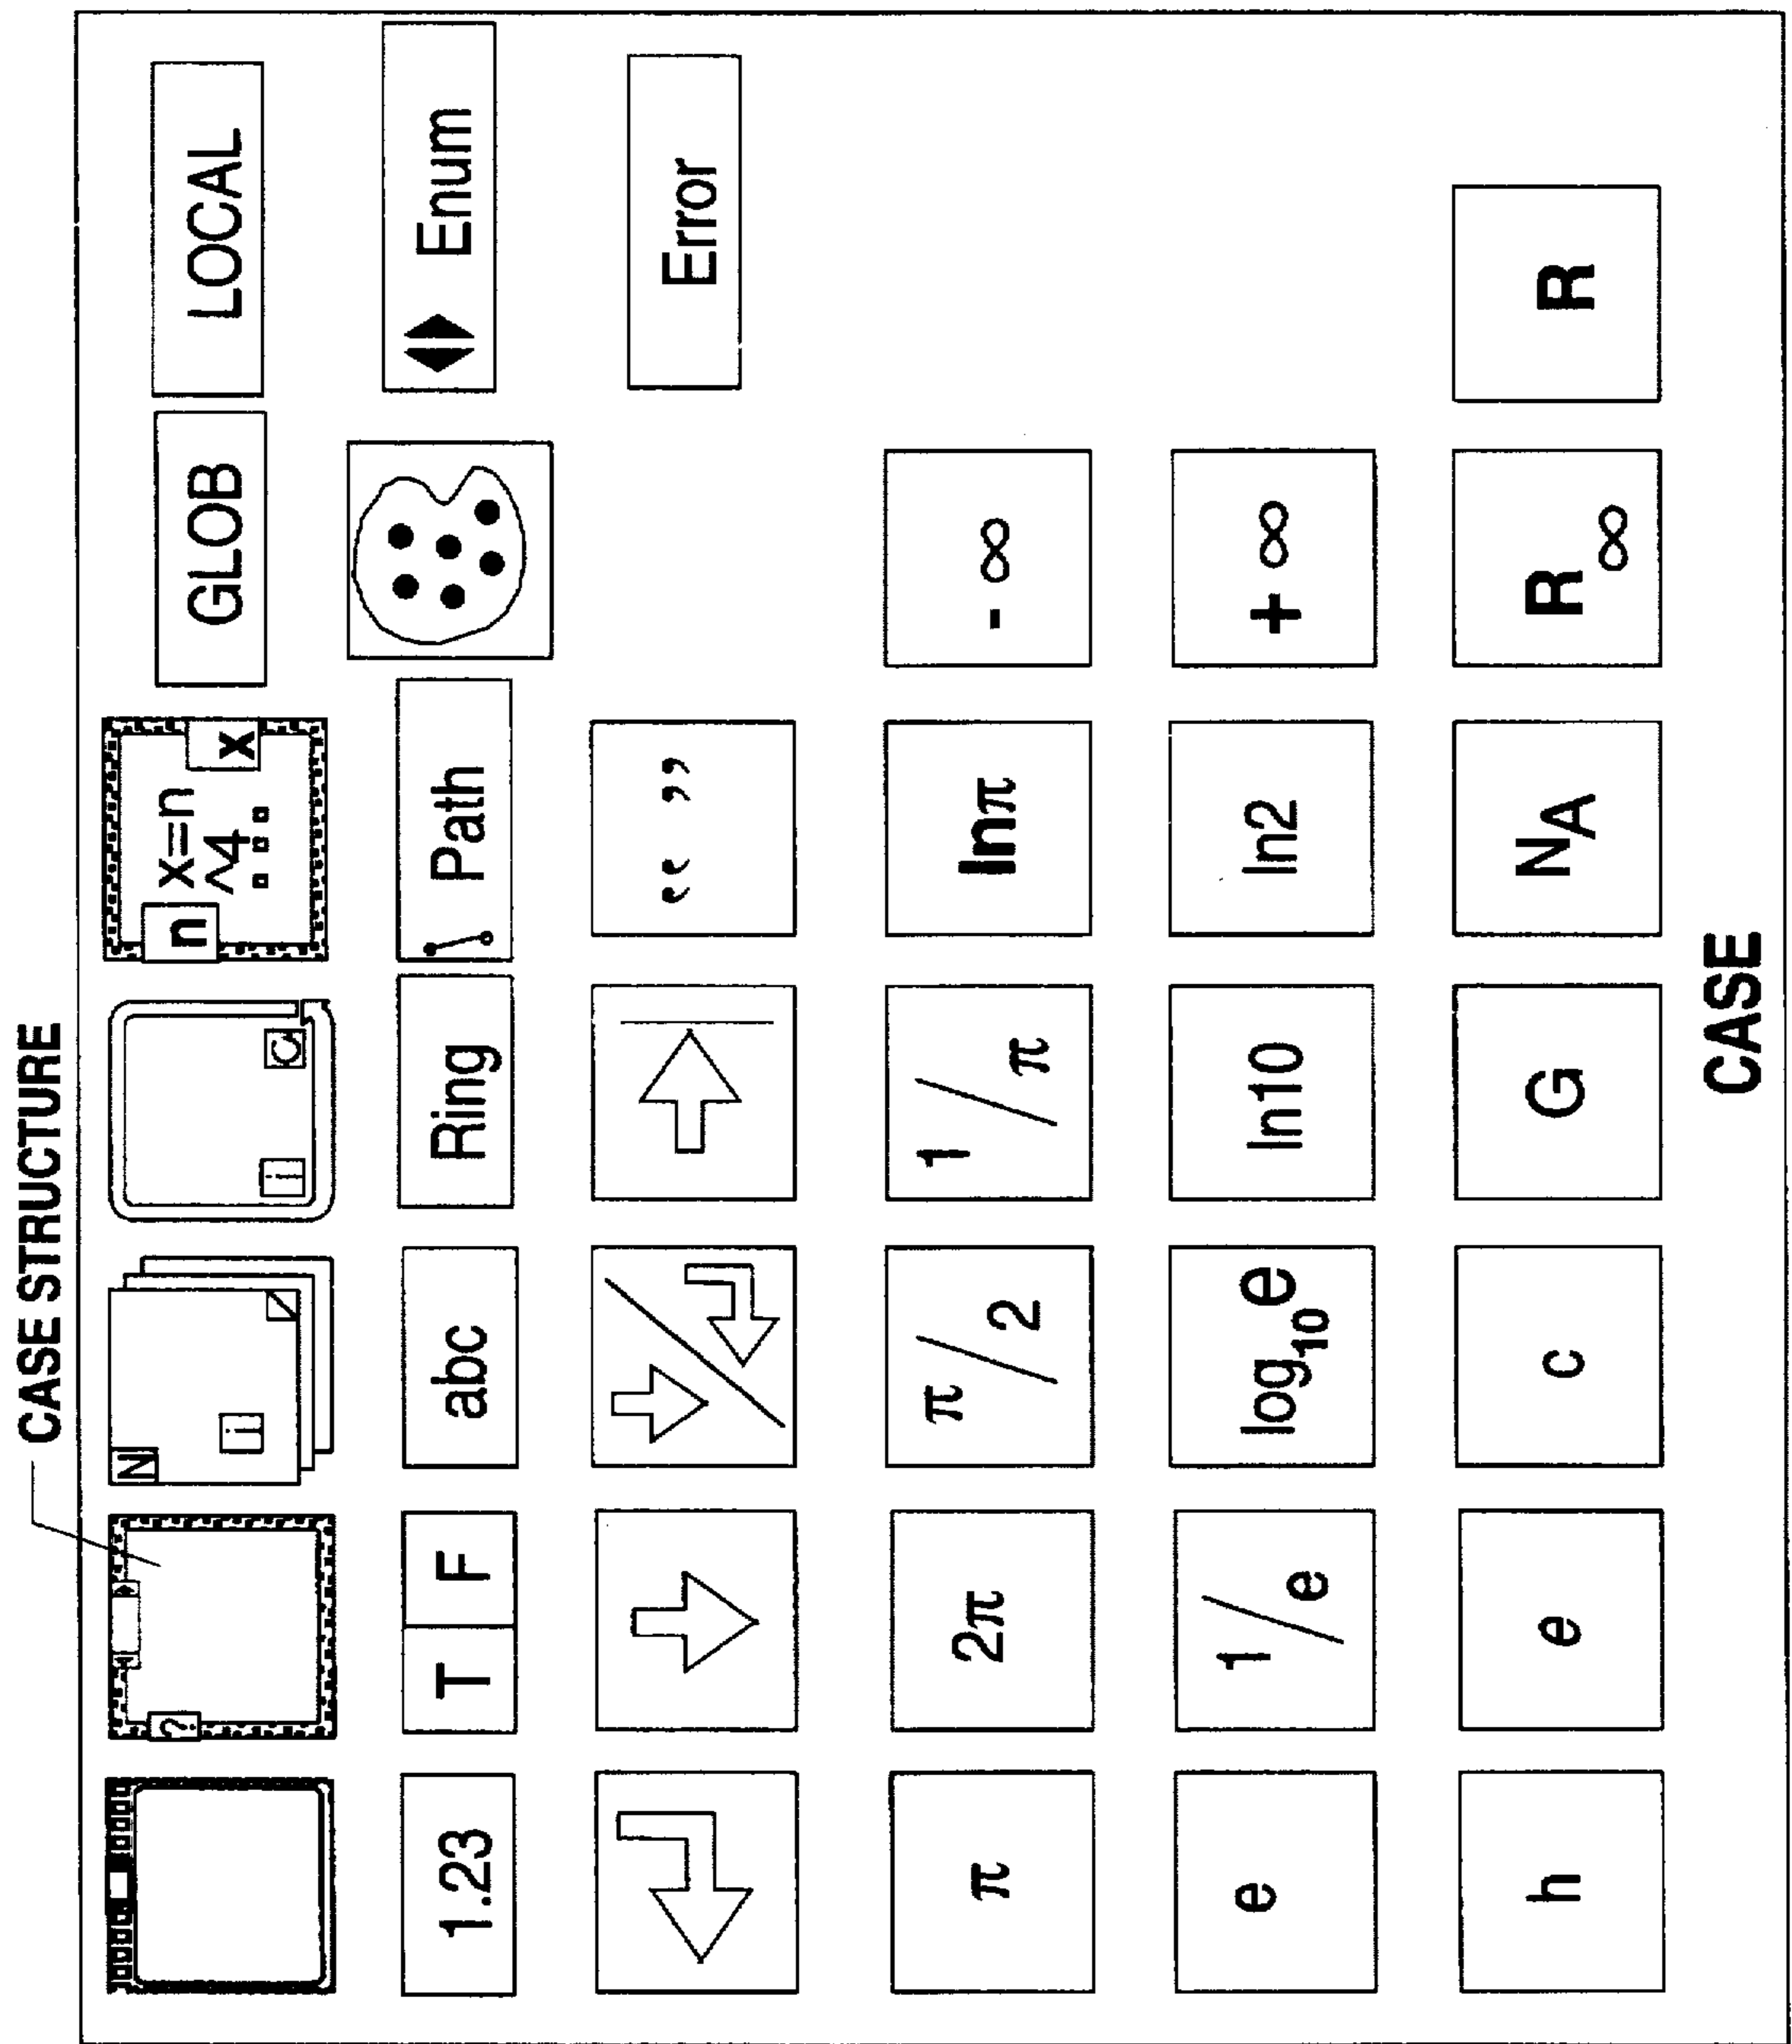 CASE STRUCTURE
? N i i n x=n x GLOB LOCAL
^4
1.23 T F abc Ring Path Enum
“ ” Error
π 2π π/2 1/π lnπ - ∞
e 1/e log10e ln10 ln2 + ∞
h e c G NA R∞ R
CASE